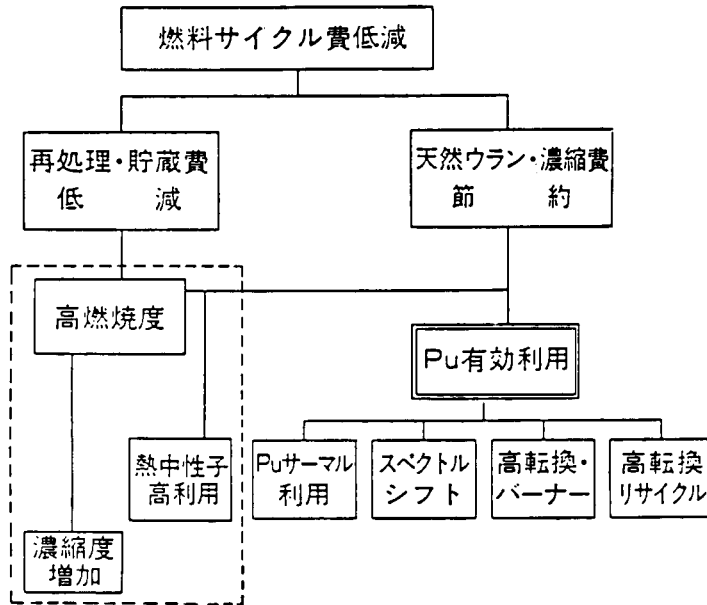 燃料サイクル費低減
再処理・貯蔵費
低　減
天然ウラン・濃縮費
節　約
高燃焼度
Pu有効利用
熱中性子
高利用
Puサーマル
利用
スペクトル
シフト
高転換・
バーナー
高転換
リサイクル
濃縮度
増加